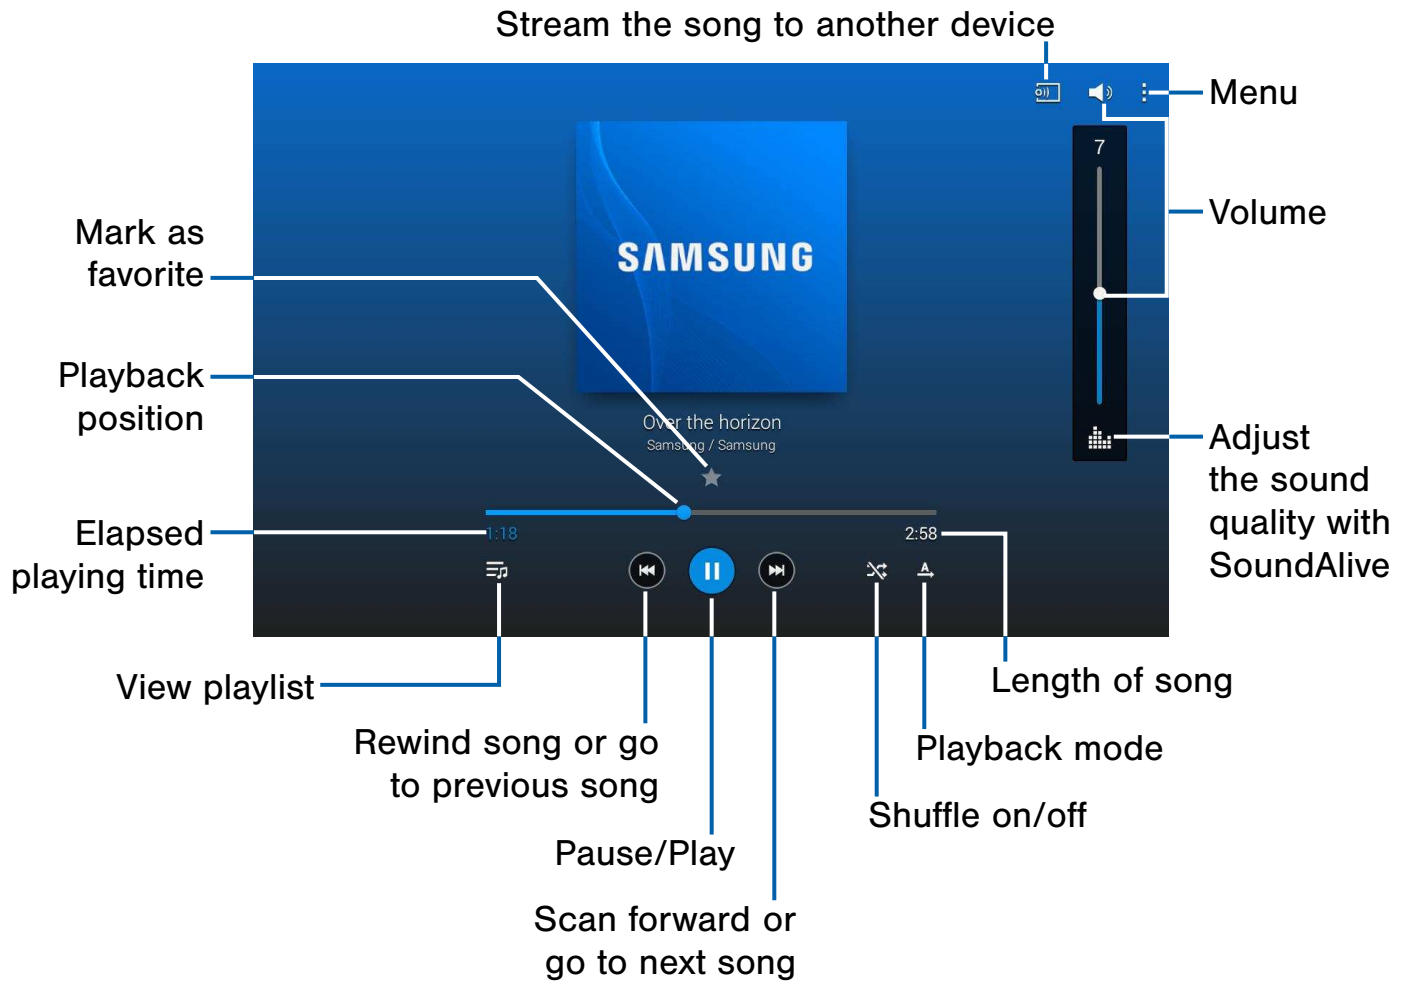 Stream the song to another device
Menu
7
SAMSUNG
Volume
Mark as
favorite
Playback
position
Over the horizon
Samsung / Samsung
Adjust
the sound
quality with
SoundAlive
Elapsed
playing time
1:18
2:58
A
View playlist
Length of song
Rewind song or go
to previous song
Playback mode
Shuffle on/off
Pause/Play
Scan forward or
go to next song